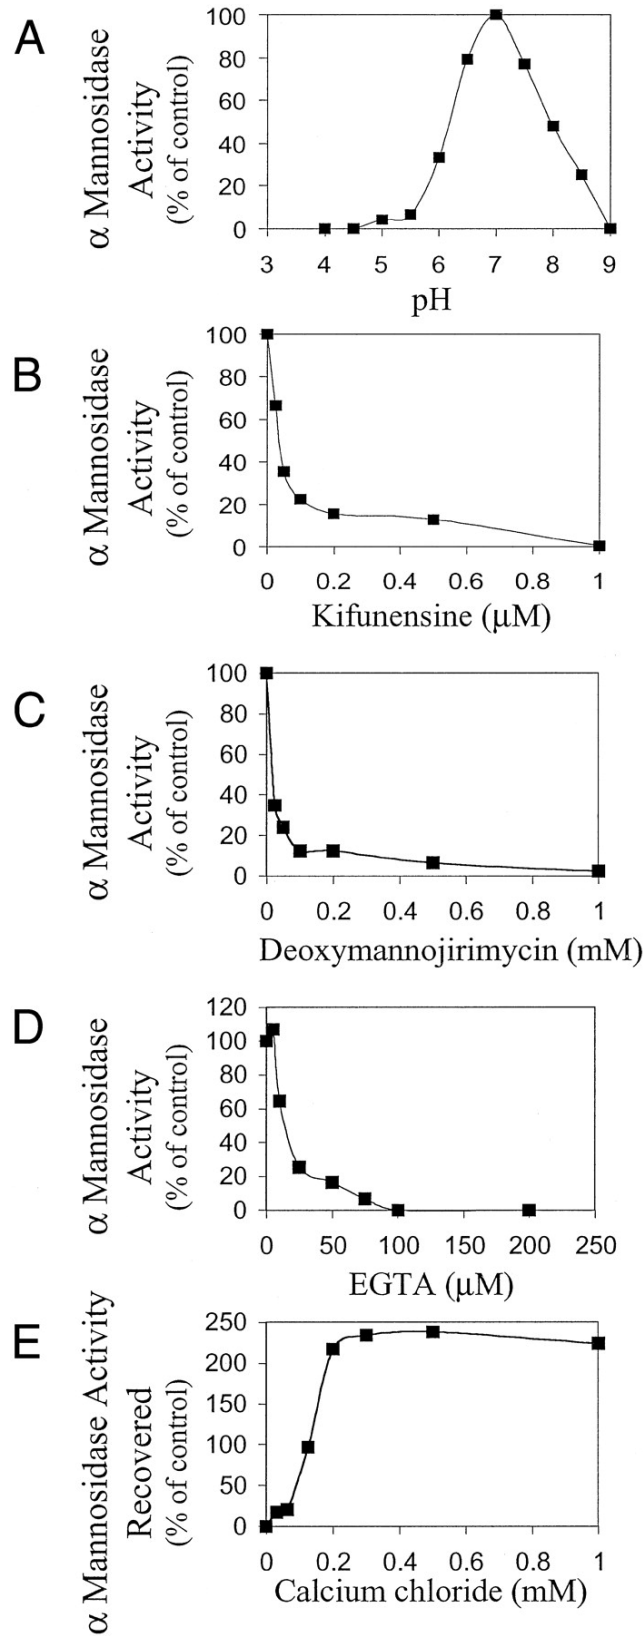 A
α Mannosidase
Activity
(% of control)
100
80
60
40
20
0
3 4 5 6 7 8 9
pH
B
α Mannosidase
Activity
(% of control)
100
80
60
40
20
0
0 0.2 0.4 0.6 0.8 1
Kifunensine (μM)
C
α Mannosidase
Activity
(% of control)
100
80
60
40
20
0
0 0.2 0.4 0.6 0.8 1
Deoxymannojirimycin (mM)
D
α Mannosidase
Activity
(% of control)
120
100
80
60
40
20
0
0 50 100 150 200 250
EGTA (μM)
E
α Mannosidase Activity
Recovered
(% of control)
250
200
150
100
50
0
0 0.2 0.4 0.6 0.8 1
Calcium chloride (mM)